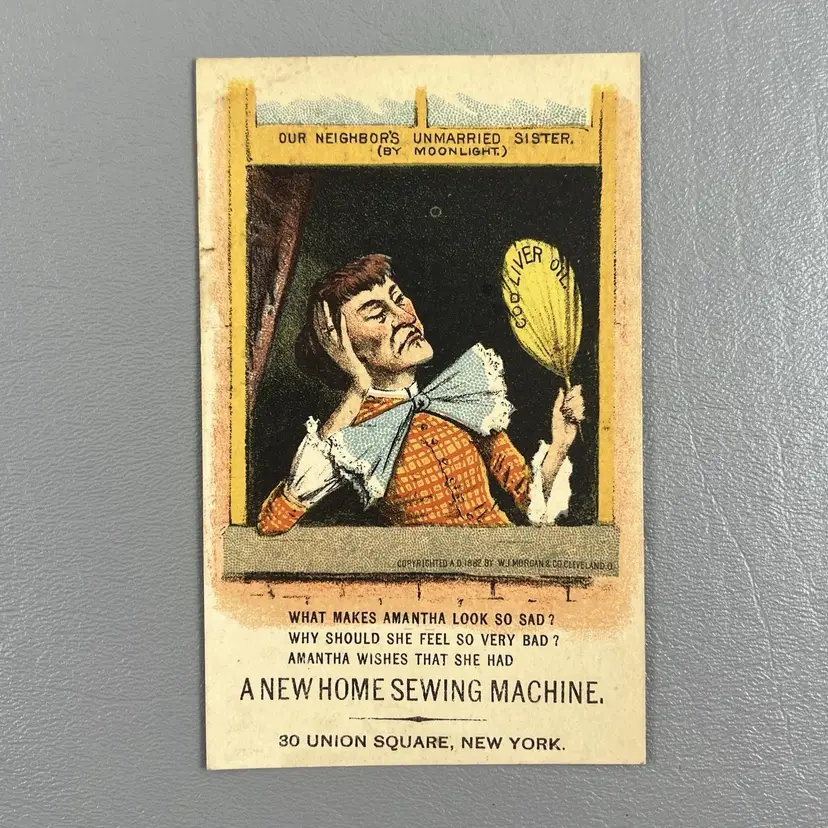 OUR NEIGHBOR'S UNMARRIED SISTER.
(BY MOONLIGHT.)
COD LIVER OIL.
COPYRIGHTED A.D. 1882 BY W.J. MORGAN & CO. CLEVELAND. O.
WHAT MAKES AMANTHA LOOK SO SAD?
WHY SHOULD SHE FEEL SO VERY BAD?
AMANTHA WISHES THAT SHE HAD
A NEW HOME SEWING MACHINE.
30 UNION SQUARE, NEW YORK.